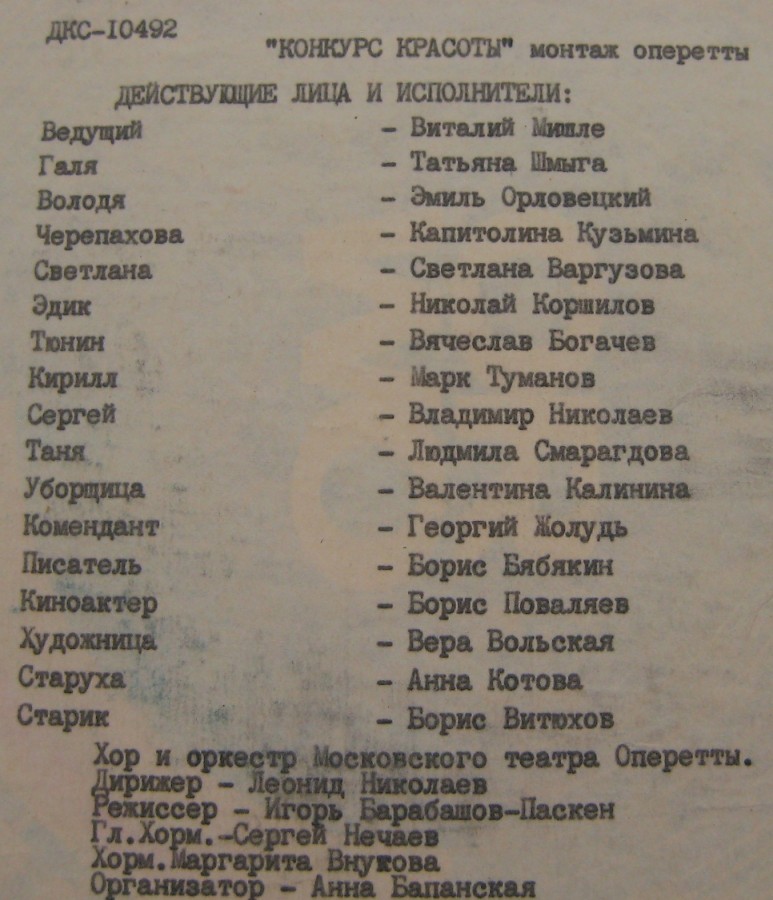 ДКС-10492
"КОНКУРС КРАСОТЫ" монтаж оперетты
ДЕЙСТВУЮЩИЕ ЛИЦА И ИСПОЛНИТЕЛИ:
Ведущий - Виталий Мишле
Галя - Татьяна Шмыга
Володя - Эмиль Орловецкий
Черепахова - Капитолина Кузьмина
Светлана - Светлана Варгузова
Эдик - Николай Коршилов
Тюнин - Вячеслав Богачев
Кирилл - Марк Туманов
Сергей - Владимир Николаев
Таня - Людмила Смарагдова
Уборщица - Валентина Калинина
Комендант - Георгий Жолудь
Писатель - Борис Бябякин
Киноактер - Борис Поваляев
Художница - Вера Вольская
Старуха - Анна Котова
Старик - Борис Витюхов
Хор и оркестр Московского театра Оперетты.
Дирижер - Леонид Николаев
Режиссер - Игорь Барабашов-Паскен
Гл.Хорм.-Сергей Нечаев
Хорм.Маргарита Внукова
Организатор - Анна Бапанская